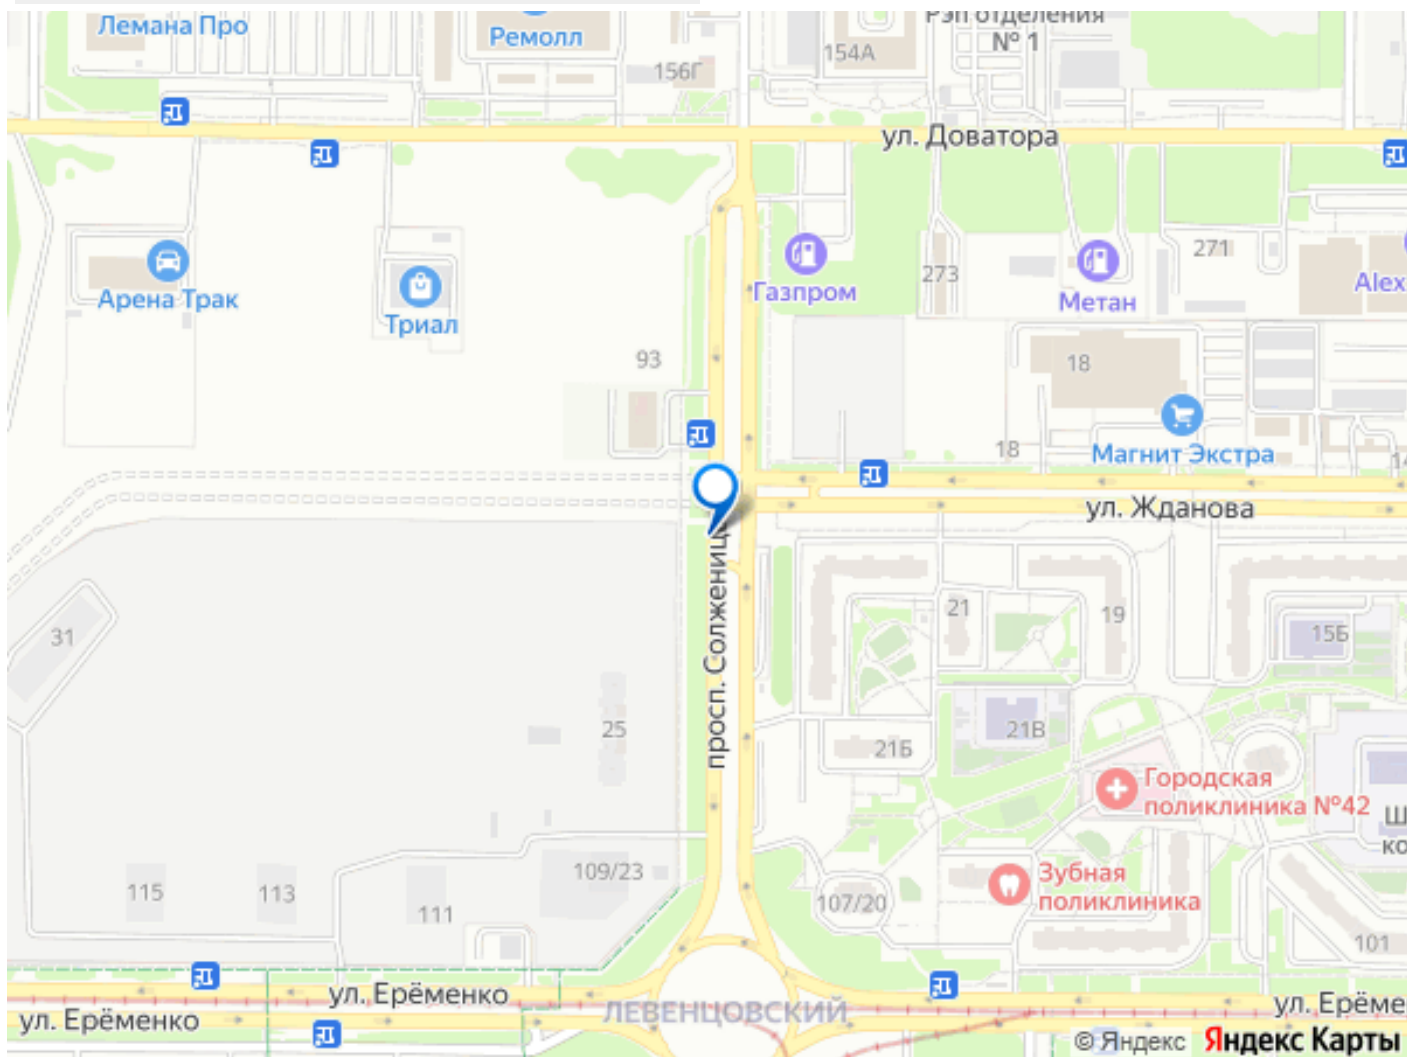 Лемана Про
Ремолл
156Г
154А
Рэп отделения
№ 1
ул. Доватора
Арена Трак
Триал
Газпром
273
Метан
271
Alex
93
18
18
Магнит Экстра
14
ул. Жданова
просп. Солжениц
31
25
21
19
15Б
21Б
21В
Городская
поликлиника №42
Ш
ко
109/23
115
113
111
107/20
Зубная
поликлиника
101
ул. Ерёменко
ул. Ерёменко
ЛЕВЕНЦОВСКИЙ
ул. Ерёме
© Яндекс Яндекс Карты